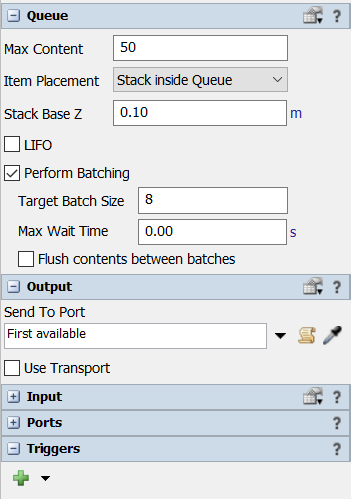 Queue ?
Max Content 50
Item Placement Stack inside Queue
Stack Base Z 0.10 m
LIFO
Perform Batching
Target Batch Size 8
Max Wait Time 0.00 s
Flush contents between batches
Output ?
Send To Port
First available
Use Transport
Input ?
Ports ?
Triggers ?